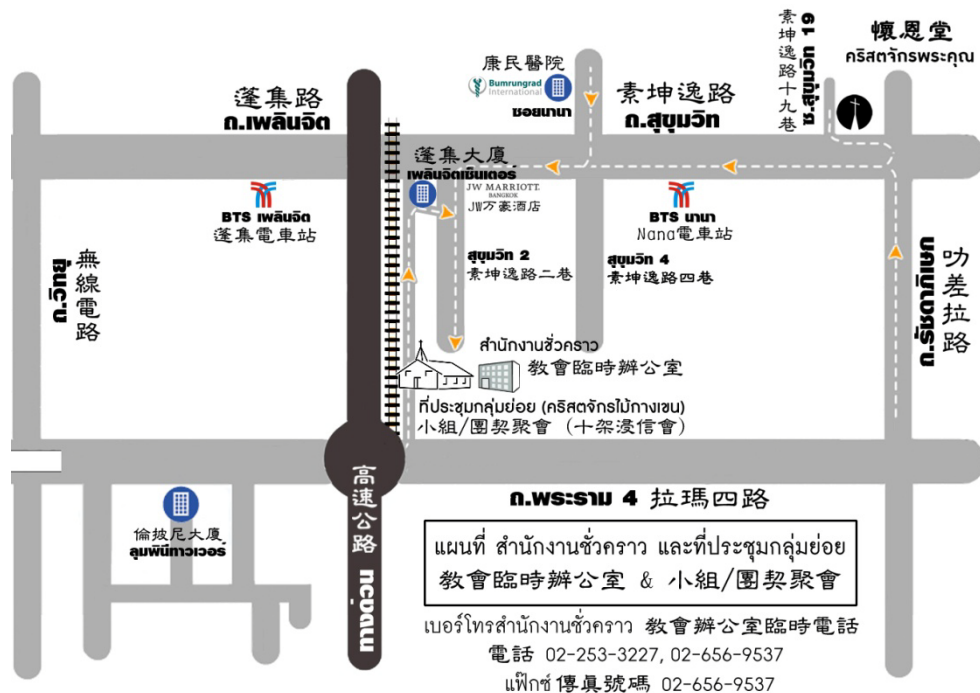 懷恩堂
คริสตจักรพระคุณ
素坤逸路十九巷
ซ.สุขุมวิท 19
康民醫院
Bumrungrad
International
ซอยนานา
蓬集路
ถ.เพลินจิต
素坤逸路
ถ.สุขุมวิท
蓬集大厦
เพลินจิตเซ็นเตอร์
JW MARRIOTT
BANGKOK
JW万豪酒店
BTS เพลินจิต
蓬集電車站
BTS นานา
Nana電車站
สุขุมวิท 2
素坤逸路二巷
สุขุมวิท 4
素坤逸路四巷
ถ.วิทยุ
無線電路
ถ.รัชดาภิเษก
叻差拉路
สำนักงานชั่วคราว
教會臨時辦公室
ที่ประชุมกลุ่มย่อย (คริสตจักรไม้กางเขน)
小組/團契聚會 (十架浸信會)
高速公路 ทางด่วน
ถ.พระราม 4 拉瑪四路
倫披尼大厦
ลุมพินีทาวเวอร์
แผนที่ สำนักงานชั่วคราว และที่ประชุมกลุ่มย่อย
教會臨時辦公室 & 小組/團契聚會
เบอร์โทรสำนักงานชั่วคราว 教會辦公室臨時電話
電話 02-253-3227, 02-656-9537
แฟ๊กซ์ 傳真號碼 02-656-9537